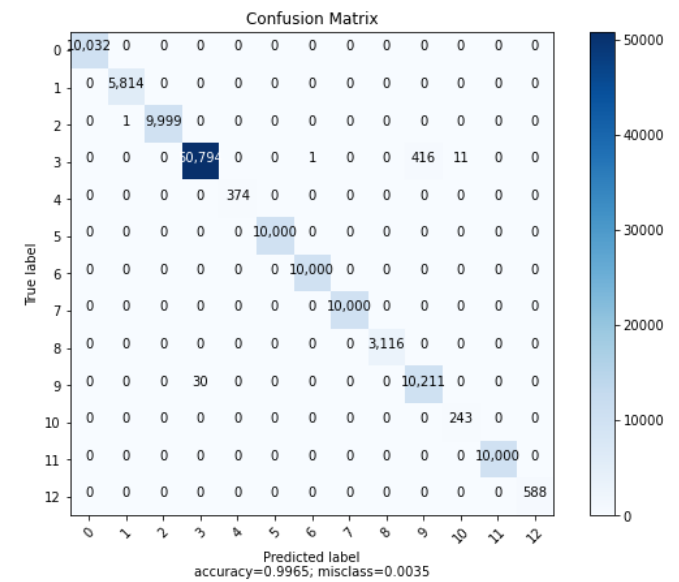 Confusion Matrix
0 10,032 0 0 0 0 0 0 0 0 0 0 0 0
1 0 5,814 0 0 0 0 0 0 0 0 0 0 0
2 0 1 9,999 0 0 0 0 0 0 0 0 0 0
3 0 0 0 50,794 0 0 1 0 0 416 11 0 0
4 0 0 0 0 374 0 0 0 0 0 0 0 0
5 0 0 0 0 0 10,000 0 0 0 0 0 0 0
6 0 0 0 0 0 0 10,000 0 0 0 0 0 0
7 0 0 0 0 0 0 0 10,000 0 0 0 0 0
8 0 0 0 0 0 0 0 0 3,116 0 0 0 0
9 0 0 0 30 0 0 0 0 0 10,211 0 0 0
10 0 0 0 0 0 0 0 0 0 0 243 0 0
11 0 0 0 0 0 0 0 0 0 0 0 10,000 0
12 0 0 0 0 0 0 0 0 0 0 0 0 588
True label
0 1 2 3 4 5 6 7 8 9 10 11 12
Predicted label
accuracy=0.9965; misclass=0.0035
50000
40000
30000
20000
10000
0